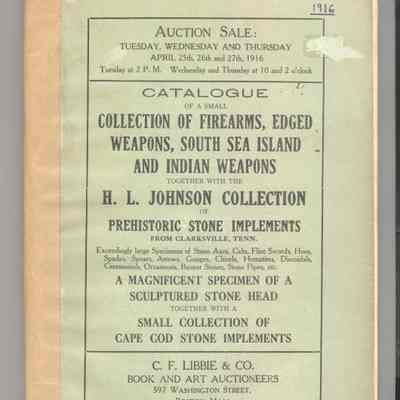 1916
AUCTION SALE:
TUESDAY, WEDNESDAY AND THURSDAY
APRIL 25th, 26th and 27th, 1916
Tuesday at 2 P. M. Wednesday and Thursday at 10 and 2 o'clock
CATALOGUE
OF A SMALL
COLLECTION OF FIREARMS, EDGED
WEAPONS, SOUTH SEA ISLAND
AND INDIAN WEAPONS
TOGETHER WITH THE
H. L. JOHNSON COLLECTION
OF
PREHISTORIC STONE IMPLEMENTS
FROM CLARKSVILLE, TENN.
Exceedingly large Specimens of Stone Axes, Celts, Flint Swords, Hoes,
Spades, Spears, Arrows, Gouges, Chisels, Hematites, Discoidals,
Ceremonials, Ornaments, Banner Stones, Stone Pipes, etc.
A MAGNIFICENT SPECIMEN OF A
SCULPTURED STONE HEAD
TOGETHER WITH A
SMALL COLLECTION OF
CAPE COD STONE IMPLEMENTS
C. F. LIBBIE & CO.
BOOK AND ART AUCTIONEERS
597 WASHINGTON STREET,
BOSTON, MASS.